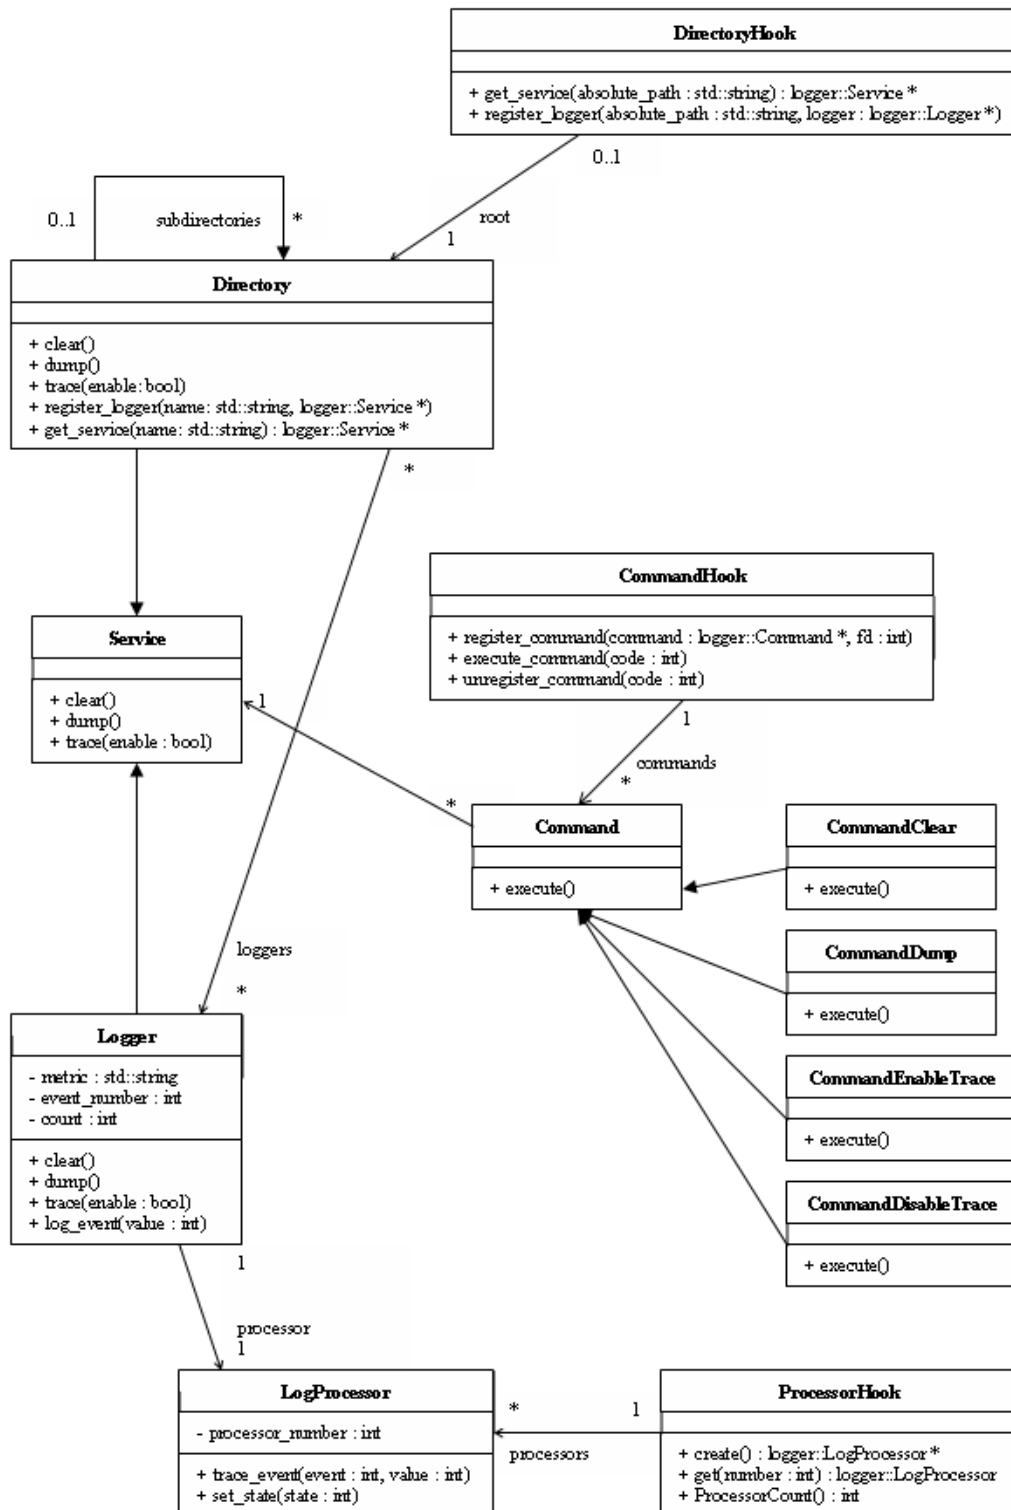 DirectoryHook
+ get_service(absolute_path : std::string) : logger::Service *
+ register_logger(absolute_path : std::string, logger : logger::Logger *)
0..1
root
1
0..1
subdirectories
*
Directory
+ clear()
+ dump()
+ trace(enable: bool)
+ register_logger(name: std::string, logger::Service *)
+ get_service(name: std::string) : logger::Service *
*
CommandHook
+ register_command(command : logger::Command *, fd : int)
+ execute_command(code : int)
+ unregister_command(code : int)
1
commands
*
Service
+ clear()
+ dump()
+ trace(enable : bool)
1
*
Command
+ execute()
CommandClear
+ execute()
CommandDump
+ execute()
CommandEnableTrace
+ execute()
CommandDisableTrace
+ execute()
loggers
*
Logger
- metric : std::string
- event_number : int
- count : int
+ clear()
+ dump()
+ trace(enable : bool)
+ log_event(value : int)
1
processor
1
LogProcessor
- processor_number : int
+ trace_event(event : int, value : int)
+ set_state(state : int)
*
1
processors
ProcessorHook
+ create() : logger::LogProcessor *
+ get(number : int) : logger::LogProcessor
+ ProcessorCount() : int